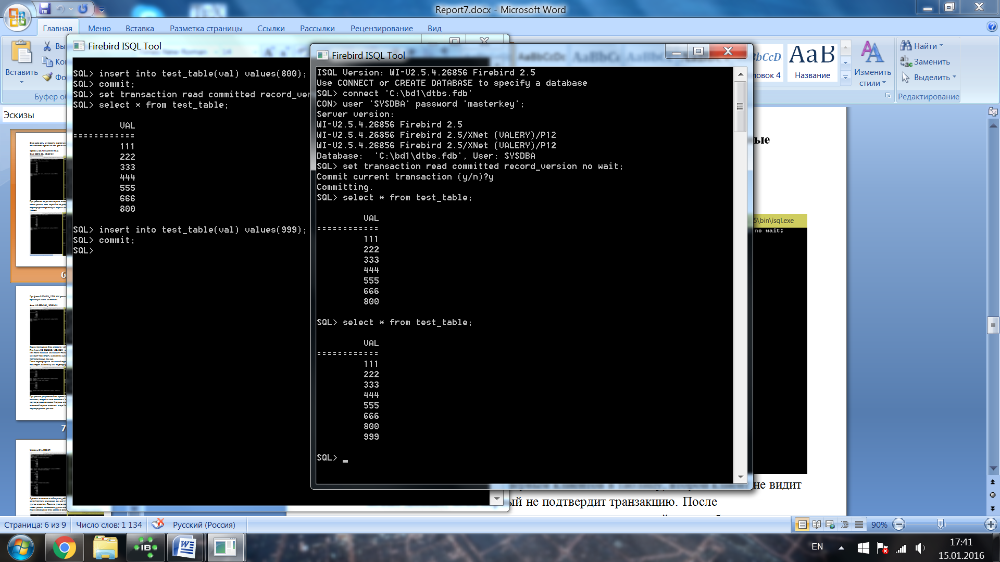 Report7.docx - Microsoft Word
Главная Меню Вставка Разметка страницы Ссылки Рассылки Рецензирование Вид
Вставить
Буфер
AaB
Название
Изменить стили
Найти
Заменить
Выделить
Редактирование
Эскизы
Firebird ISQL Tool
SQL> insert into test_table(val) values(800);
SQL> commit;
SQL> set transaction read committed record_ver
SQL> select * from test_table;
VAL
============
111
222
333
444
555
666
800
SQL> insert into test_table(val) values(999);
SQL> commit;
SQL>
Firebird ISQL Tool
ISQL Version: WI-V2.5.4.26856 Firebird 2.5
Use CONNECT or CREATE DATABASE to specify a database
SQL> connect 'C:\bd1\dtbs.fdb'
CON> user 'SYSDBA' password 'masterkey';
Server version:
WI-V2.5.4.26856 Firebird 2.5
WI-V2.5.4.26856 Firebird 2.5/XNet (VALERY)/P12
WI-V2.5.4.26856 Firebird 2.5/XNet (VALERY)/P12
Database:  'C:\bd1\dtbs.fdb', User: SYSDBA
SQL> set transaction read committed record_version no wait;
Commit current transaction (y/n)?y
Committing.
SQL> select * from test_table;
VAL
============
111
222
333
444
555
666
800
SQL> select * from test_table;
VAL
============
111
222
333
444
555
666
800
999
SQL>
ые
5\bin\isql.exe
no wait;
не видит
ый не подтвердит транзакцию. После
6
7
Страница: 6 из 9 Число слов: 1 134 Русский (Россия) 90%
EN 17:41
15.01.2016